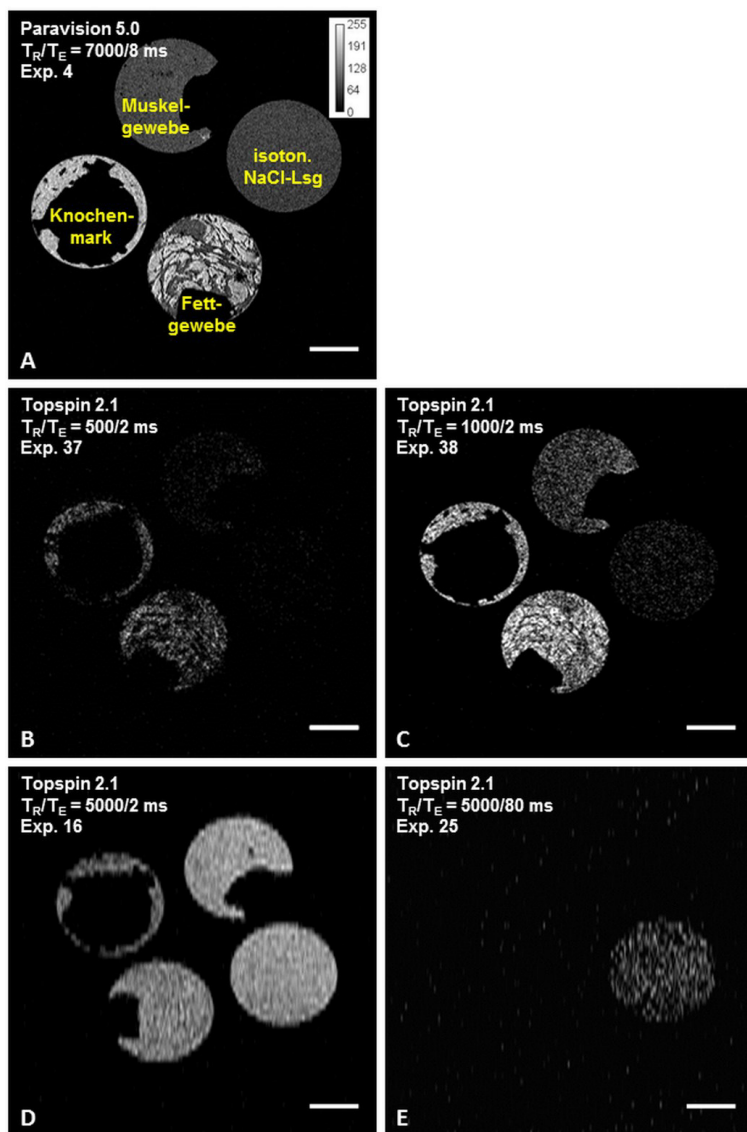 Paravision 5.0
TR/TE = 7000/8 ms
Exp. 4
255
191
128
64
0
Muskel-
gewebe
isoton.
NaCl-Lsg
Knochen-
mark
Fett-
gewebe
A
Topspin 2.1
TR/TE = 500/2 ms
Exp. 37
B
Topspin 2.1
TR/TE = 1000/2 ms
Exp. 38
C
Topspin 2.1
TR/TE = 5000/2 ms
Exp. 16
D
Topspin 2.1
TR/TE = 5000/80 ms
Exp. 25
E